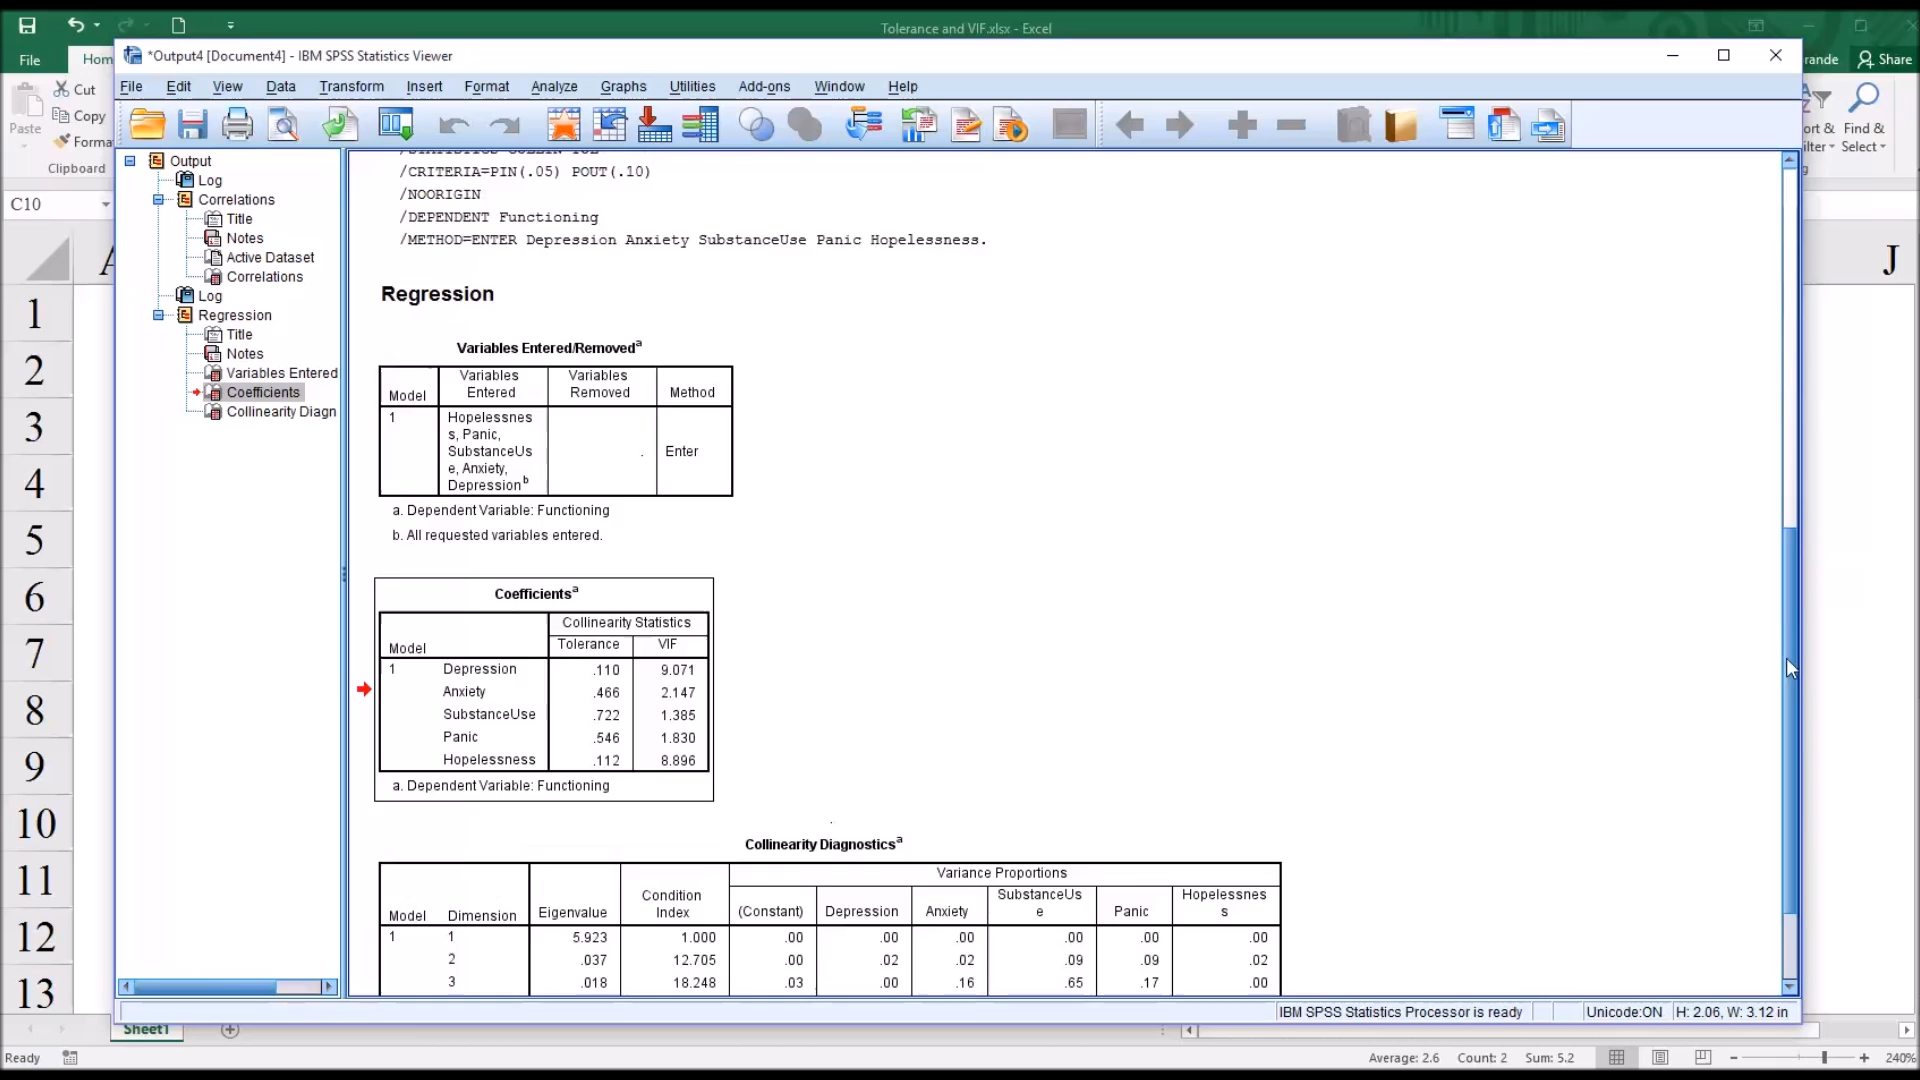 Tolerance and VIF.xlsx - Excel
File
Hom
rande
Share
Cut
Copy
Paste
Forma
Clipboard
ort &
Find &
ilter
Select
C10
A
J
1
2
3
4
5
6
7
8
9
10
11
12
13
*Output4 [Document4] - IBM SPSS Statistics Viewer
File Edit View Data Transform Insert Format Analyze Graphs Utilities Add-ons Window Help
Output
Log
Correlations
Title
Notes
Active Dataset
Correlations
Log
Regression
Title
Notes
Variables Entered
Coefficients
Collinearity Diagn
/CRITERIA=PIN(.05) POUT(.10)
/NOORIGIN
/DEPENDENT Functioning
/METHOD=ENTER Depression Anxiety SubstanceUse Panic Hopelessness.
Regression
Variables Entered/Removed^a
Model Variables Entered Variables Removed Method
1 Hopelessnes
s, Panic,
SubstanceUs
e, Anxiety,
Depression^b
. Enter
a. Dependent Variable: Functioning
b. All requested variables entered.
Coefficients^a
Collinearity Statistics
Model Tolerance VIF
1 Depression .110 9.071
Anxiety .466 2.147
SubstanceUse .722 1.385
Panic .546 1.830
Hopelessness .112 8.896
a. Dependent Variable: Functioning
Collinearity Diagnostics^a
Variance Proportions
Model Dimension Eigenvalue Condition Index (Constant) Depression Anxiety SubstanceUs e Panic Hopelessnes s
1 1 5.923 1.000 .00 .00 .00 .00 .00 .00
2 .037 12.705 .00 .02 .02 .09 .09 .02
3 .018 18.248 .03 .00 .16 .65 .17 .00
IBM SPSS Statistics Processor is ready
Unicode:ON
H: 2.06, W: 3.12 in
Sheet1
Ready
Average: 2.6 Count: 2 Sum: 5.2
240%